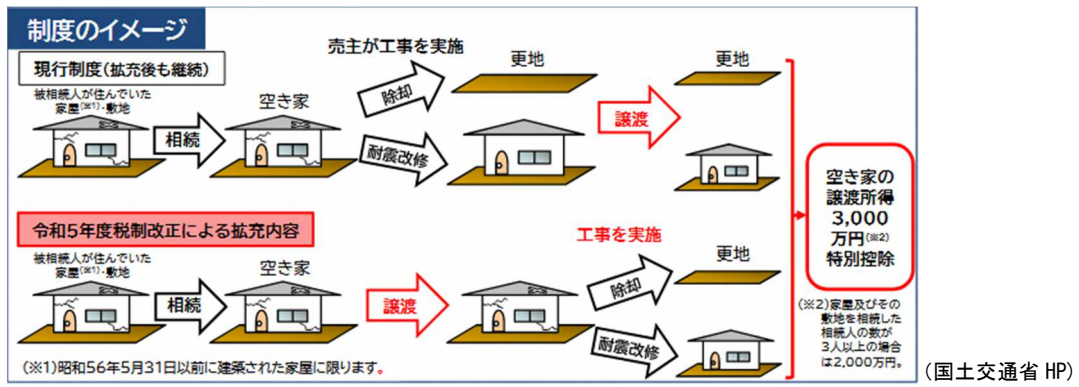 制度のイメージ
現行制度(拡充後も継続)
被相続人が住んでいた
家屋(※1)・敷地
相続
空き家
売主が工事を実施
除却
耐震改修
更地
譲渡
更地
令和5年度税制改正による拡充内容
被相続人が住んでいた
家屋(※1)・敷地
相続
空き家
譲渡
工事を実施
除却
耐震改修
更地
空き家の
譲渡所得
3,000
万円(※2)
特別控除
(※2)家屋及びその
敷地を相続した
相続人の数が
3人以上の場合
は2,000万円。
(※1)昭和56年5月31日以前に建築された家屋に限ります。
(国土交通省 HP)